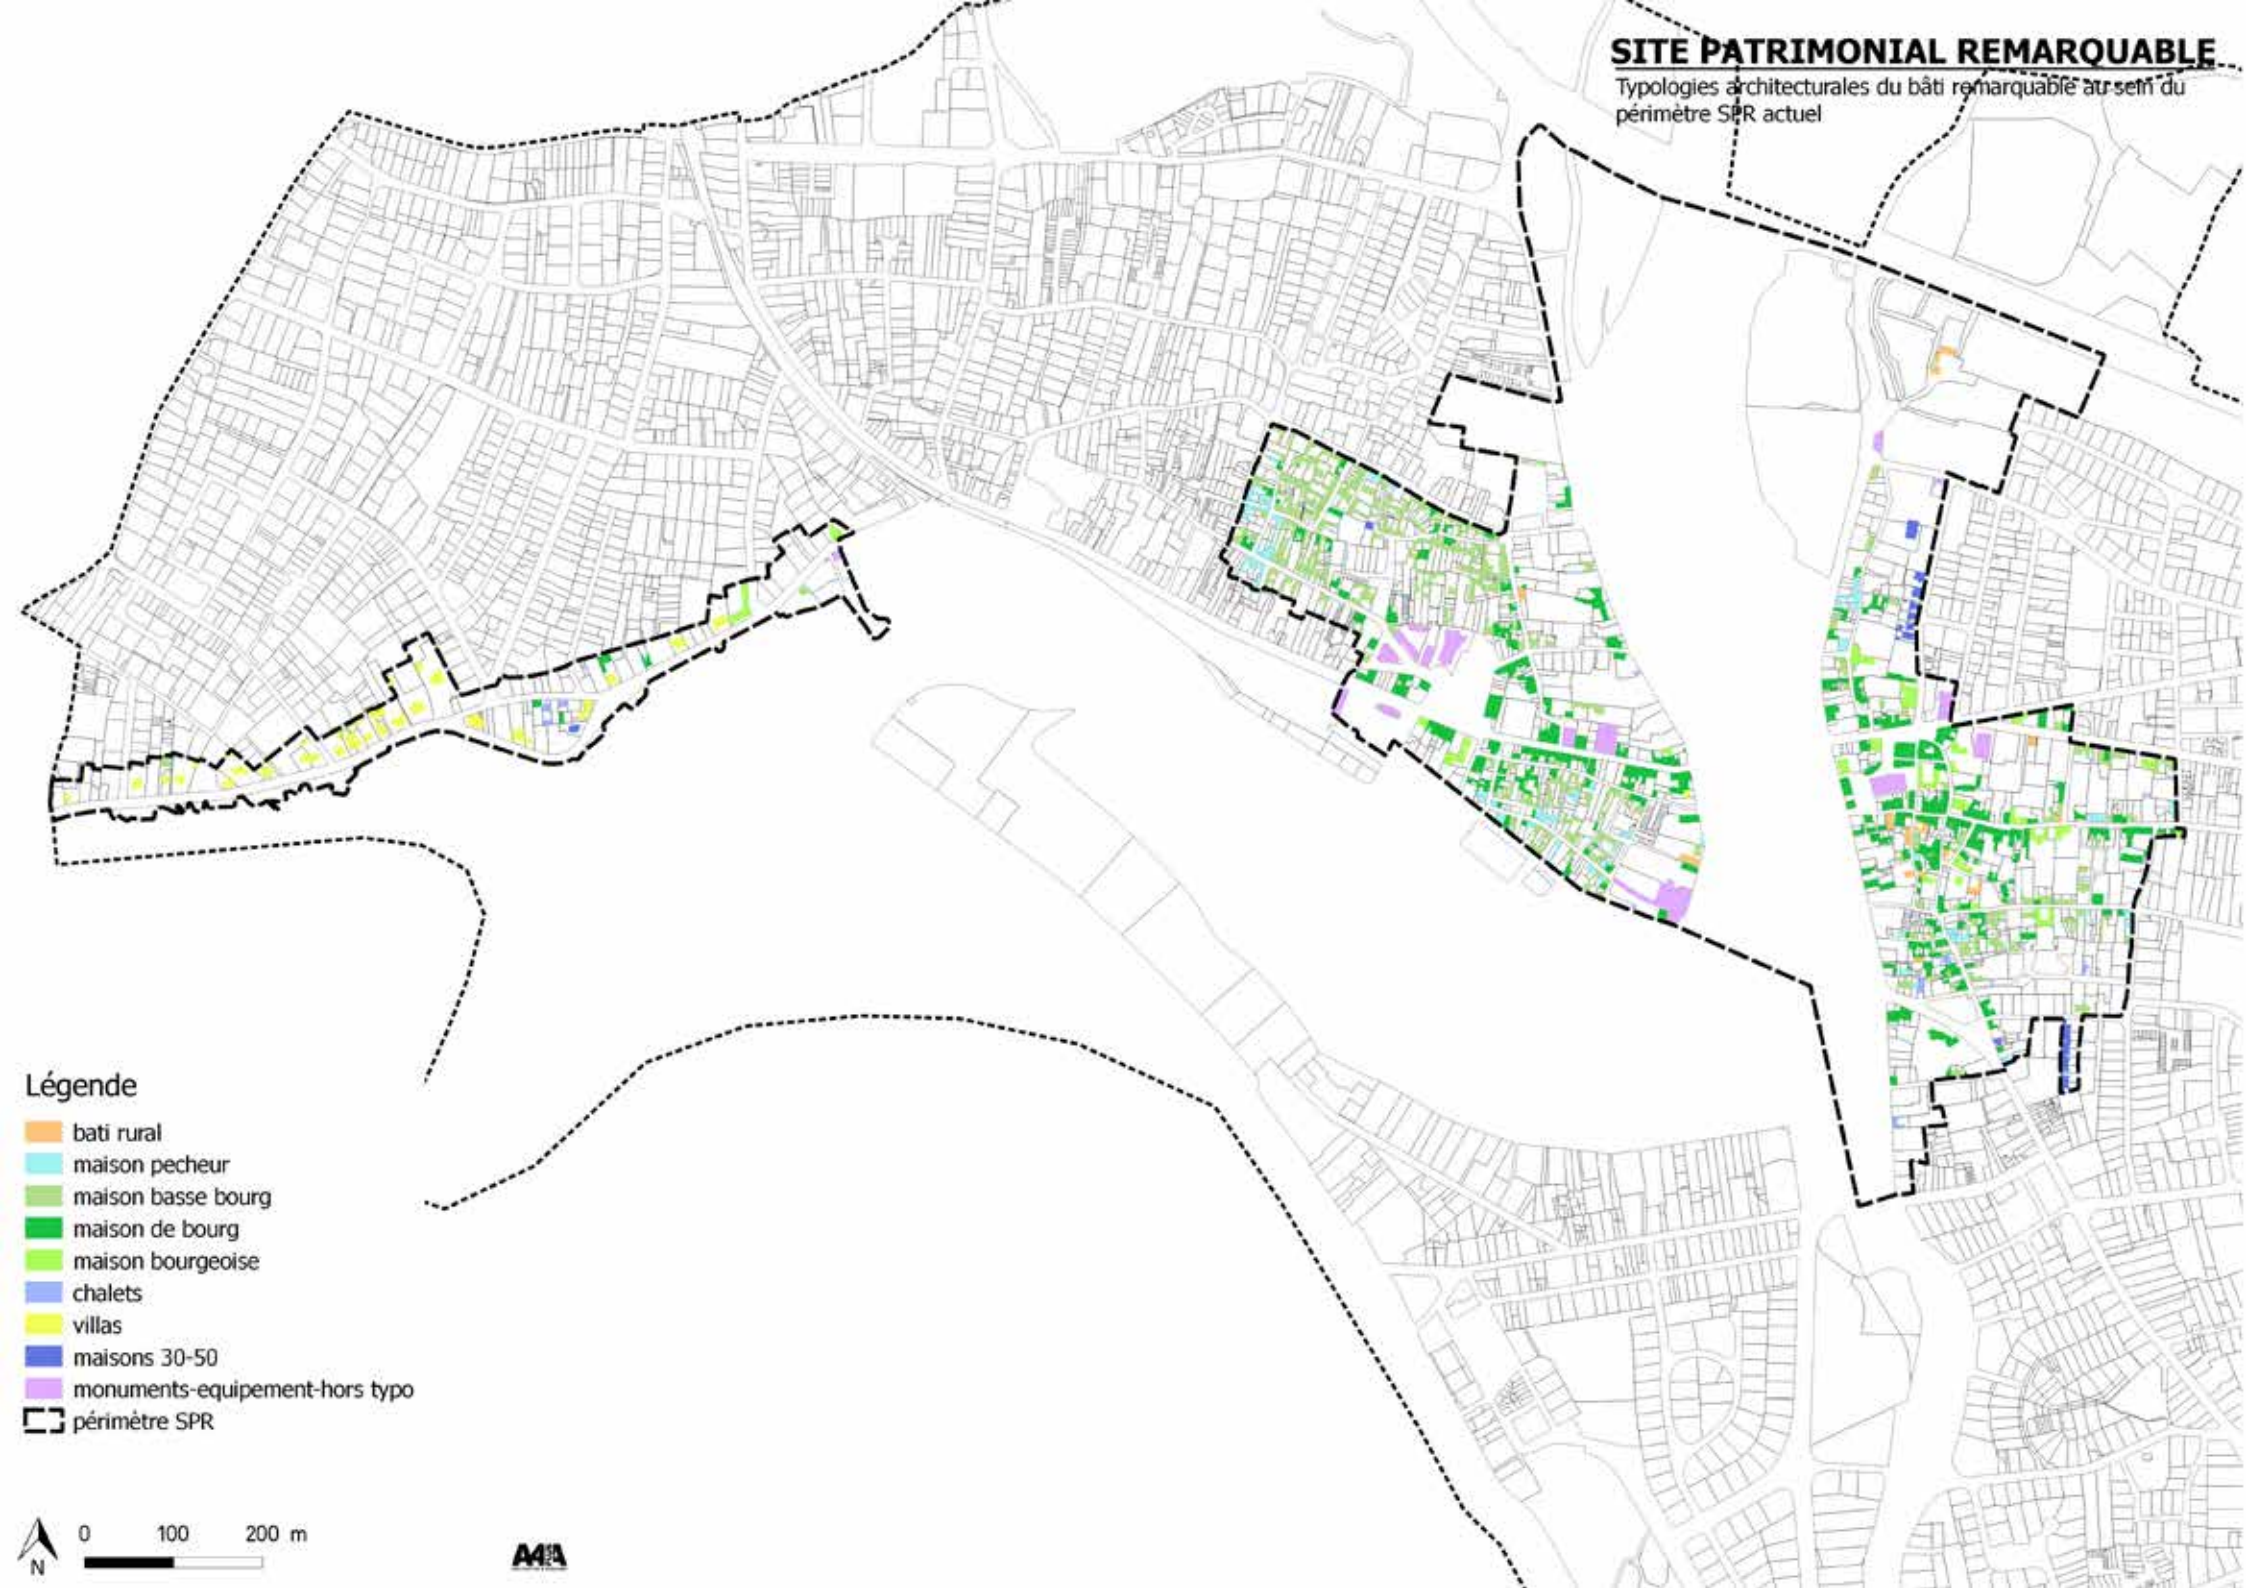 SITE PATRIMONIAL REMARQUABLE
Typologies architecturales du bâti remarquable au sein du
périmètre SPR actuel
Légende
bati rural
maison pecheur
maison basse bourg
maison de bourg
maison bourgeoise
chalets
villas
maisons 30-50
monuments-equipement-hors typo
périmètre SPR
0 100 200 m
N